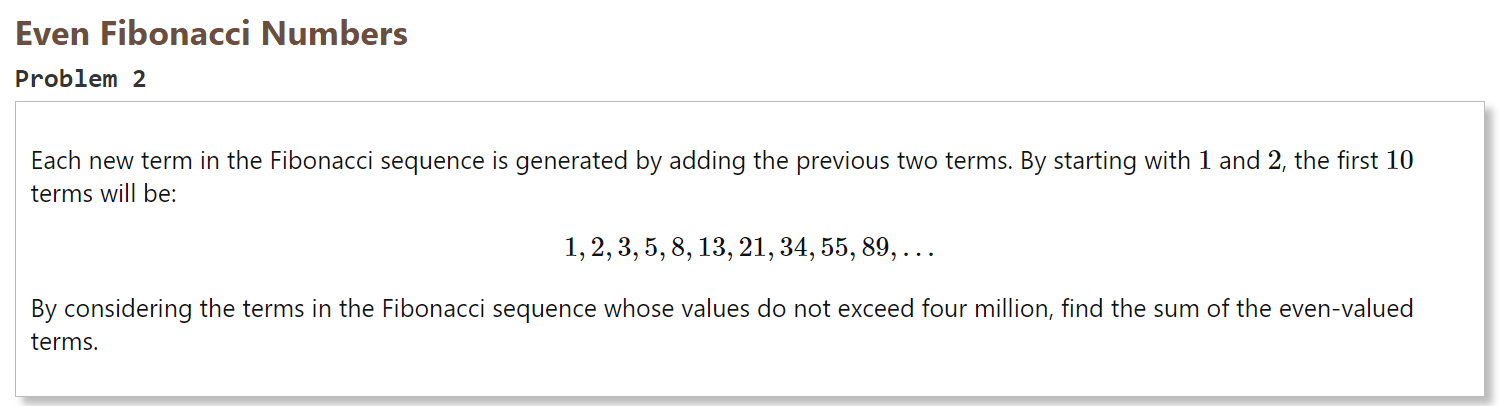 Even Fibonacci Numbers
Problem 2
Each new term in the Fibonacci sequence is generated by adding the previous two terms. By starting with 1 and 2, the first 10
terms will be:
1, 2, 3, 5, 8, 13, 21, 34, 55, 89, . . .
By considering the terms in the Fibonacci sequence whose values do not exceed four million, find the sum of the even-valued
terms.